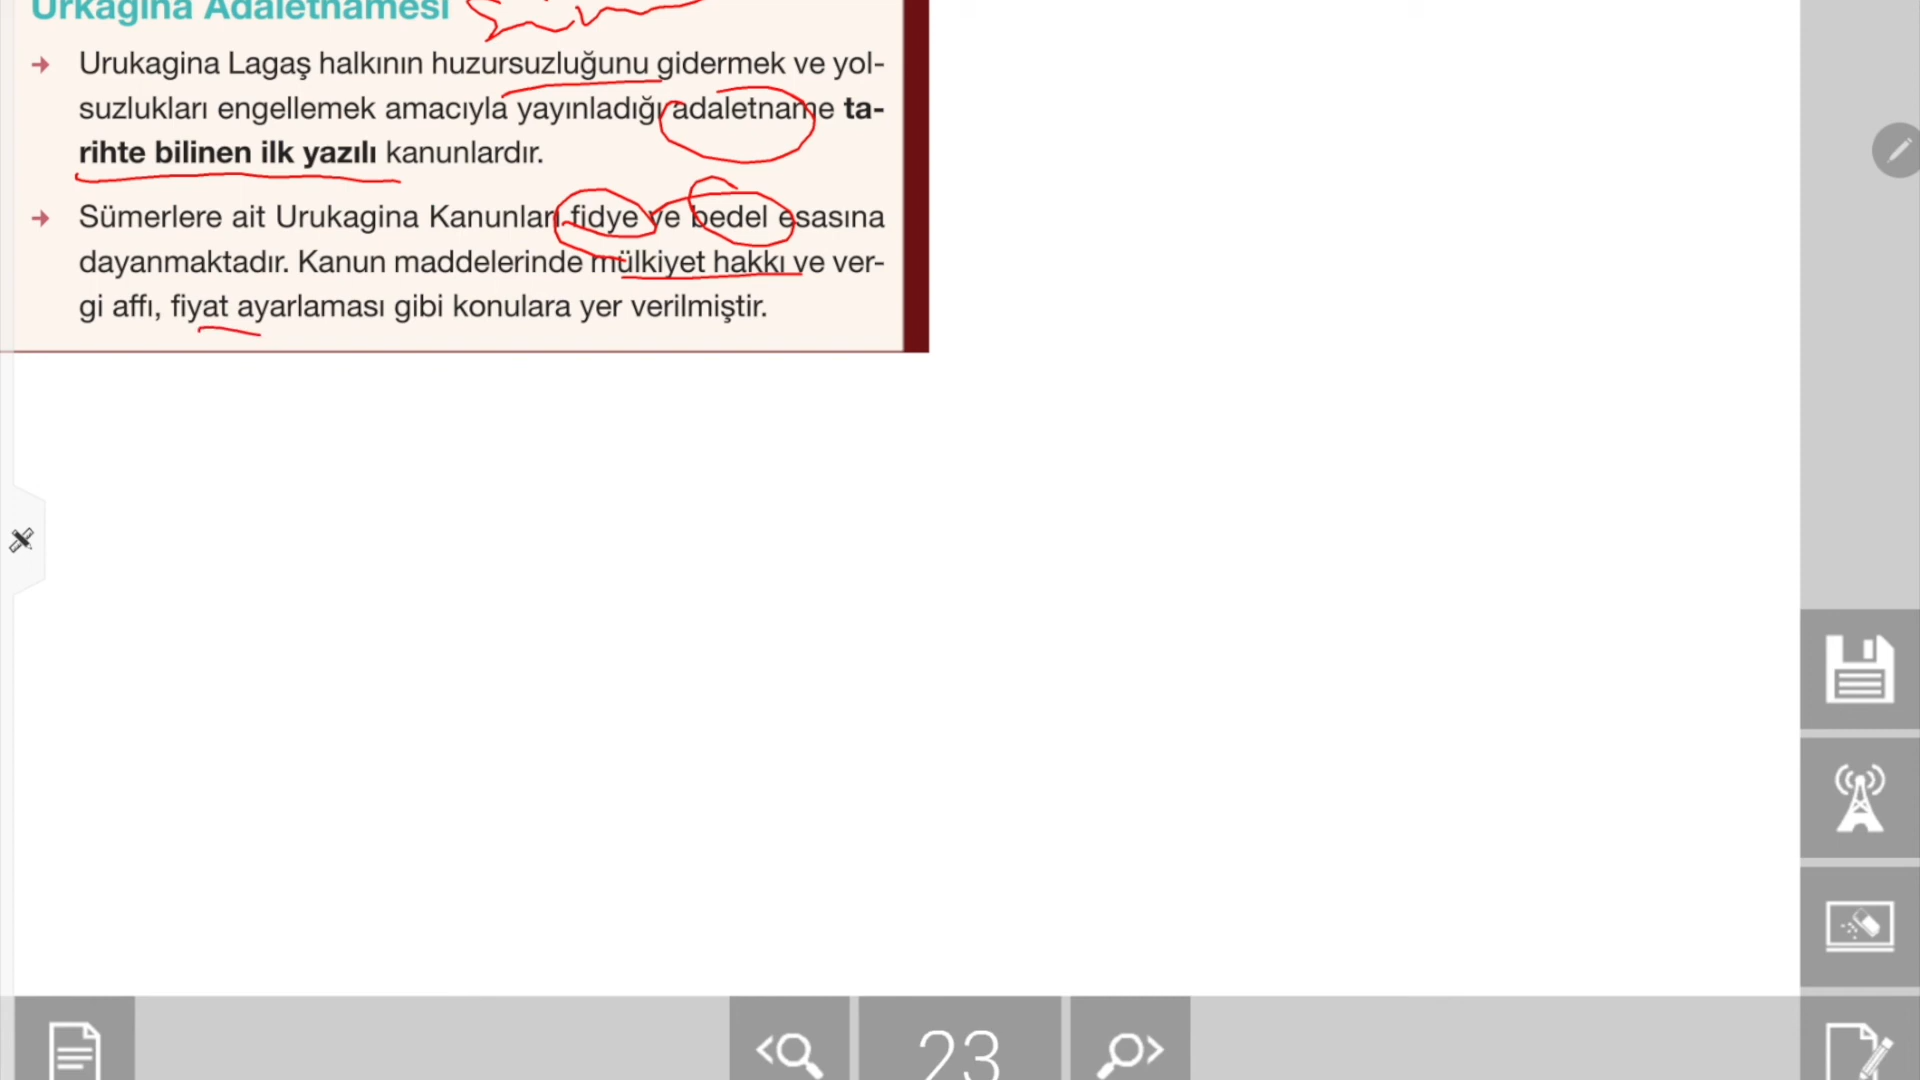 Urkagina Adaletnamesi
→ Urukagina Lagaş halkının huzursuzluğunu gidermek ve yol-
suzlukları engellemek amacıyla yayınladığı adaletname ta-
rihte bilinen ilk yazılı kanunlardır.
→ Sümerlere ait Urukagina Kanunları fidye ve bedel esasına
dayanmaktadır. Kanun maddelerinde mülkiyet hakkı ve ver-
gi affı, fiyat ayarlaması gibi konulara yer verilmiştir.
23